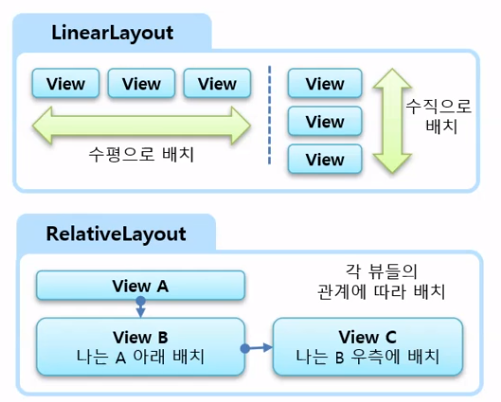 LinearLayout
View View View
수평으로 배치
View
View
View
수직으로
배치
RelativeLayout
View A
각 뷰들의
관계에 따라 배치
View B
나는 A 아래 배치
View C
나는 B 우측에 배치